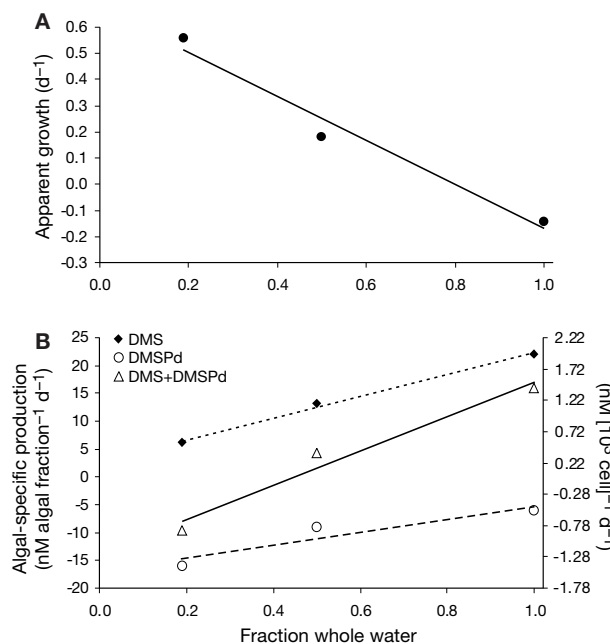 A
Apparent growth (d⁻¹)
0.6
0.5
0.4
0.3
0.2
0.1
0.0
-0.1
-0.2
-0.3
0.0 0.2 0.4 0.6 0.8 1.0
B
DMS
DMSPd
DMS+DMSPd
Algal-specific production
(nM algal fraction⁻¹ d⁻¹)
25
20
15
10
5
0
-5
-10
-15
-20
2.22
1.72
1.22
0.72
0.22
-0.28
-0.78
-1.28
-1.78
cell]⁻¹ d⁻¹)
0.0 0.2 0.4 0.6 0.8 1.0
Fraction whole water